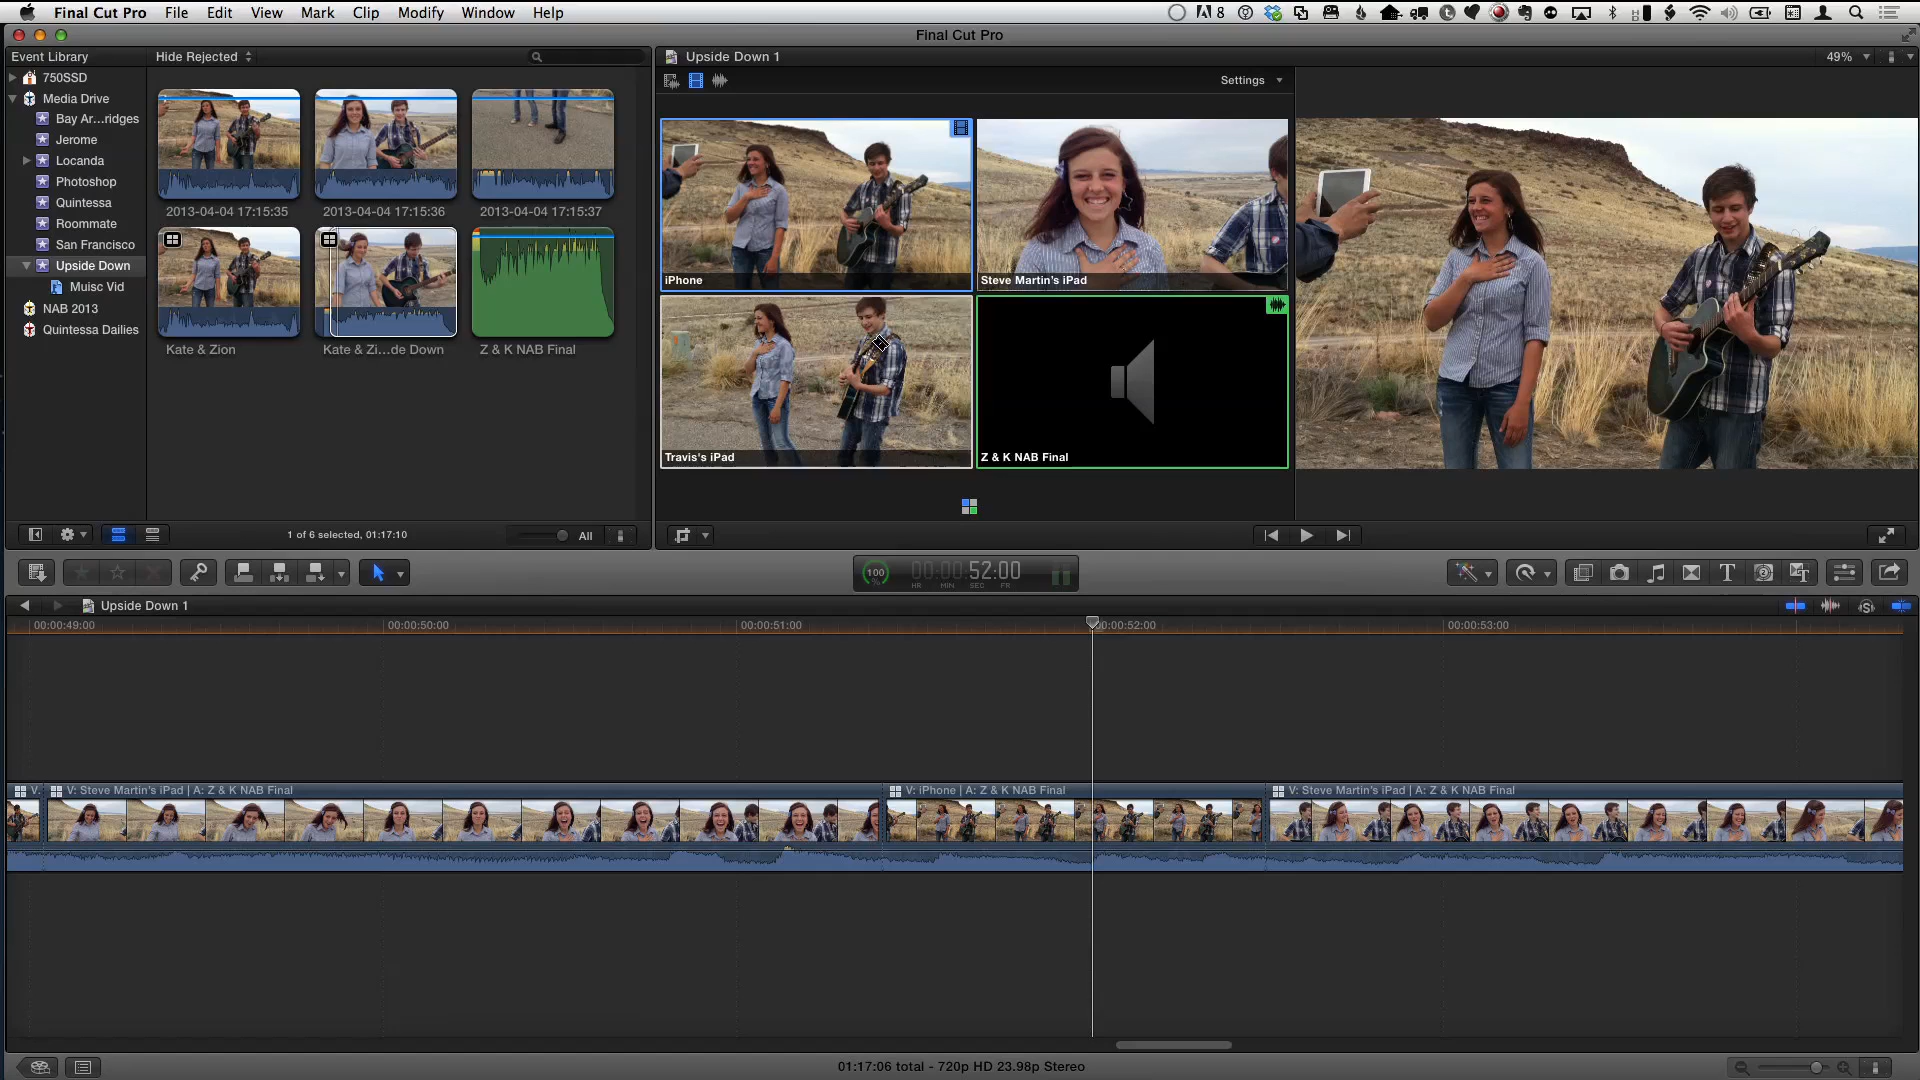 Final Cut Pro File Edit View Mark Clip Modify Window Help
8
Final Cut Pro
Event Library
Hide Rejected
Upside Down 1
49%
Settings
750SSD
Media Drive
Bay Ar...ridges
Jerome
Locanda
Photoshop
Quintessa
Roommate
San Francisco
Upside Down
Muisc Vid
NAB 2013
Quintessa Dailies
2013-04-04 17:15:35
2013-04-04 17:15:36
2013-04-04 17:15:37
Kate & Zion
Kate & Zi...de Down
Z & K NAB Final
iPhone
Steve Martin's iPad
Travis's iPad
Z & K NAB Final
1 of 6 selected, 01:17:10
All
100 %
00:00:52:00
HR MIN SEC FR
Upside Down 1
00:00:49:00
00:00:50:00
00:00:51:00
00:00:52:00
00:00:53:00
V.
V: Steve Martin's iPad | A: Z & K NAB Final
V: iPhone | A: Z & K NAB Final
V: Steve Martin's iPad | A: Z & K NAB Final
01:17:06 total - 720p HD 23.98p Stereo